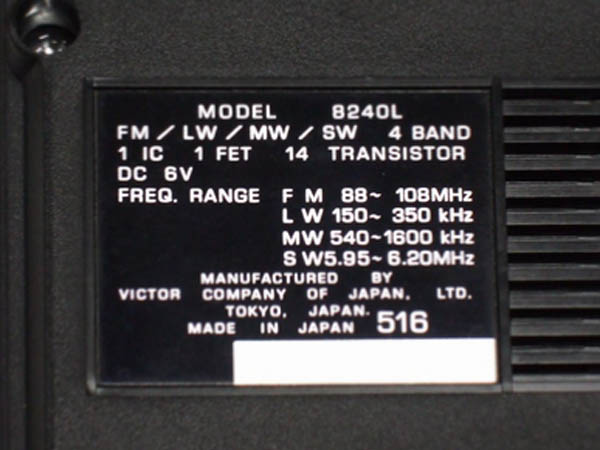 MODEL 8240L
FM / LW / MW / SW 4 BAND
1 IC 1 FET 14 TRANSISTOR
DC 6V
FREQ. RANGE F M 88~ 108MHz
L W 150~ 350 kHz
MW 540~1600 kHz
S W5.95~6.20MHz
MANUFACTURED BY
VICTOR COMPANY OF JAPAN, LTD.
TOKYO, JAPAN.
MADE IN JAPAN 516